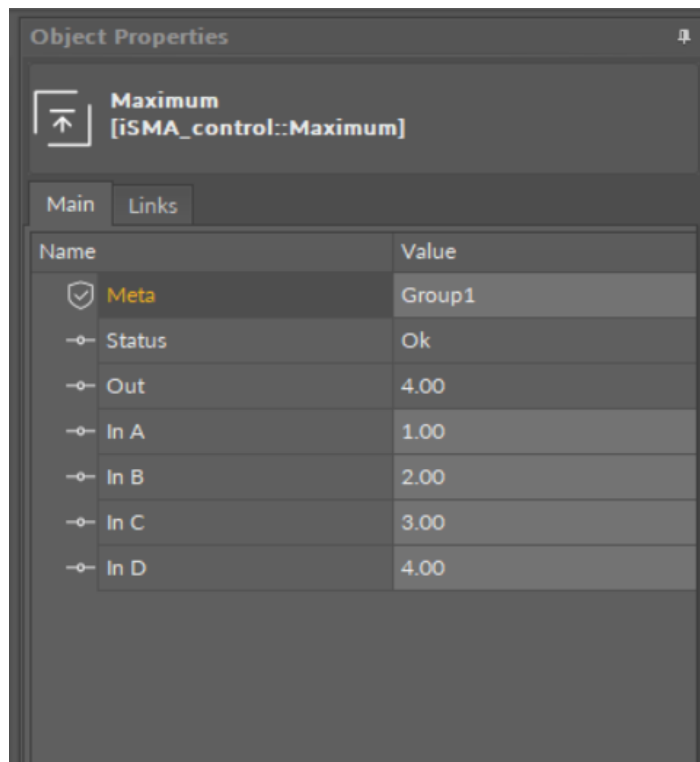 Object Properties
Maximum
[iSMA_control::Maximum]
Main Links
Name Value
Meta Group1
Status Ok
Out 4.00
In A 1.00
In B 2.00
In C 3.00
In D 4.00